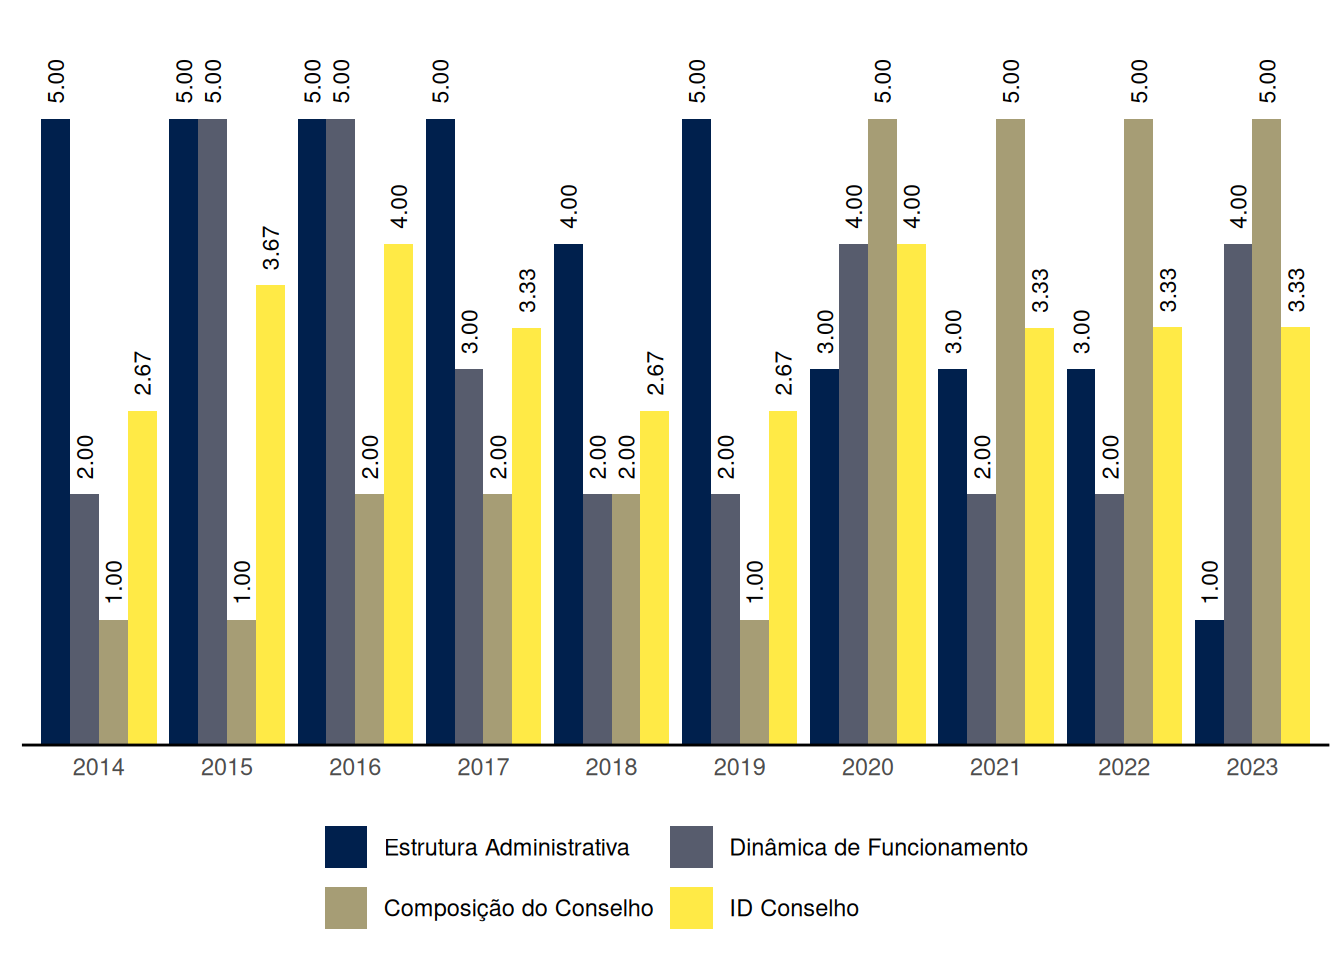 5.00 2.00 1.00 2.67
5.00 5.00 1.00 3.67
5.00 5.00 2.00 4.00
5.00 3.00 2.00 3.33
4.00 2.00 2.00 2.67
5.00 2.00 1.00 2.67
3.00 4.00 5.00 4.00
3.00 2.00 5.00 3.33
3.00 2.00 5.00 3.33
1.00 4.00 5.00 3.33
2014 2015 2016 2017 2018 2019 2020 2021 2022 2023
Estrutura Administrativa Dinâmica de Funcionamento
Composição do Conselho ID Conselho